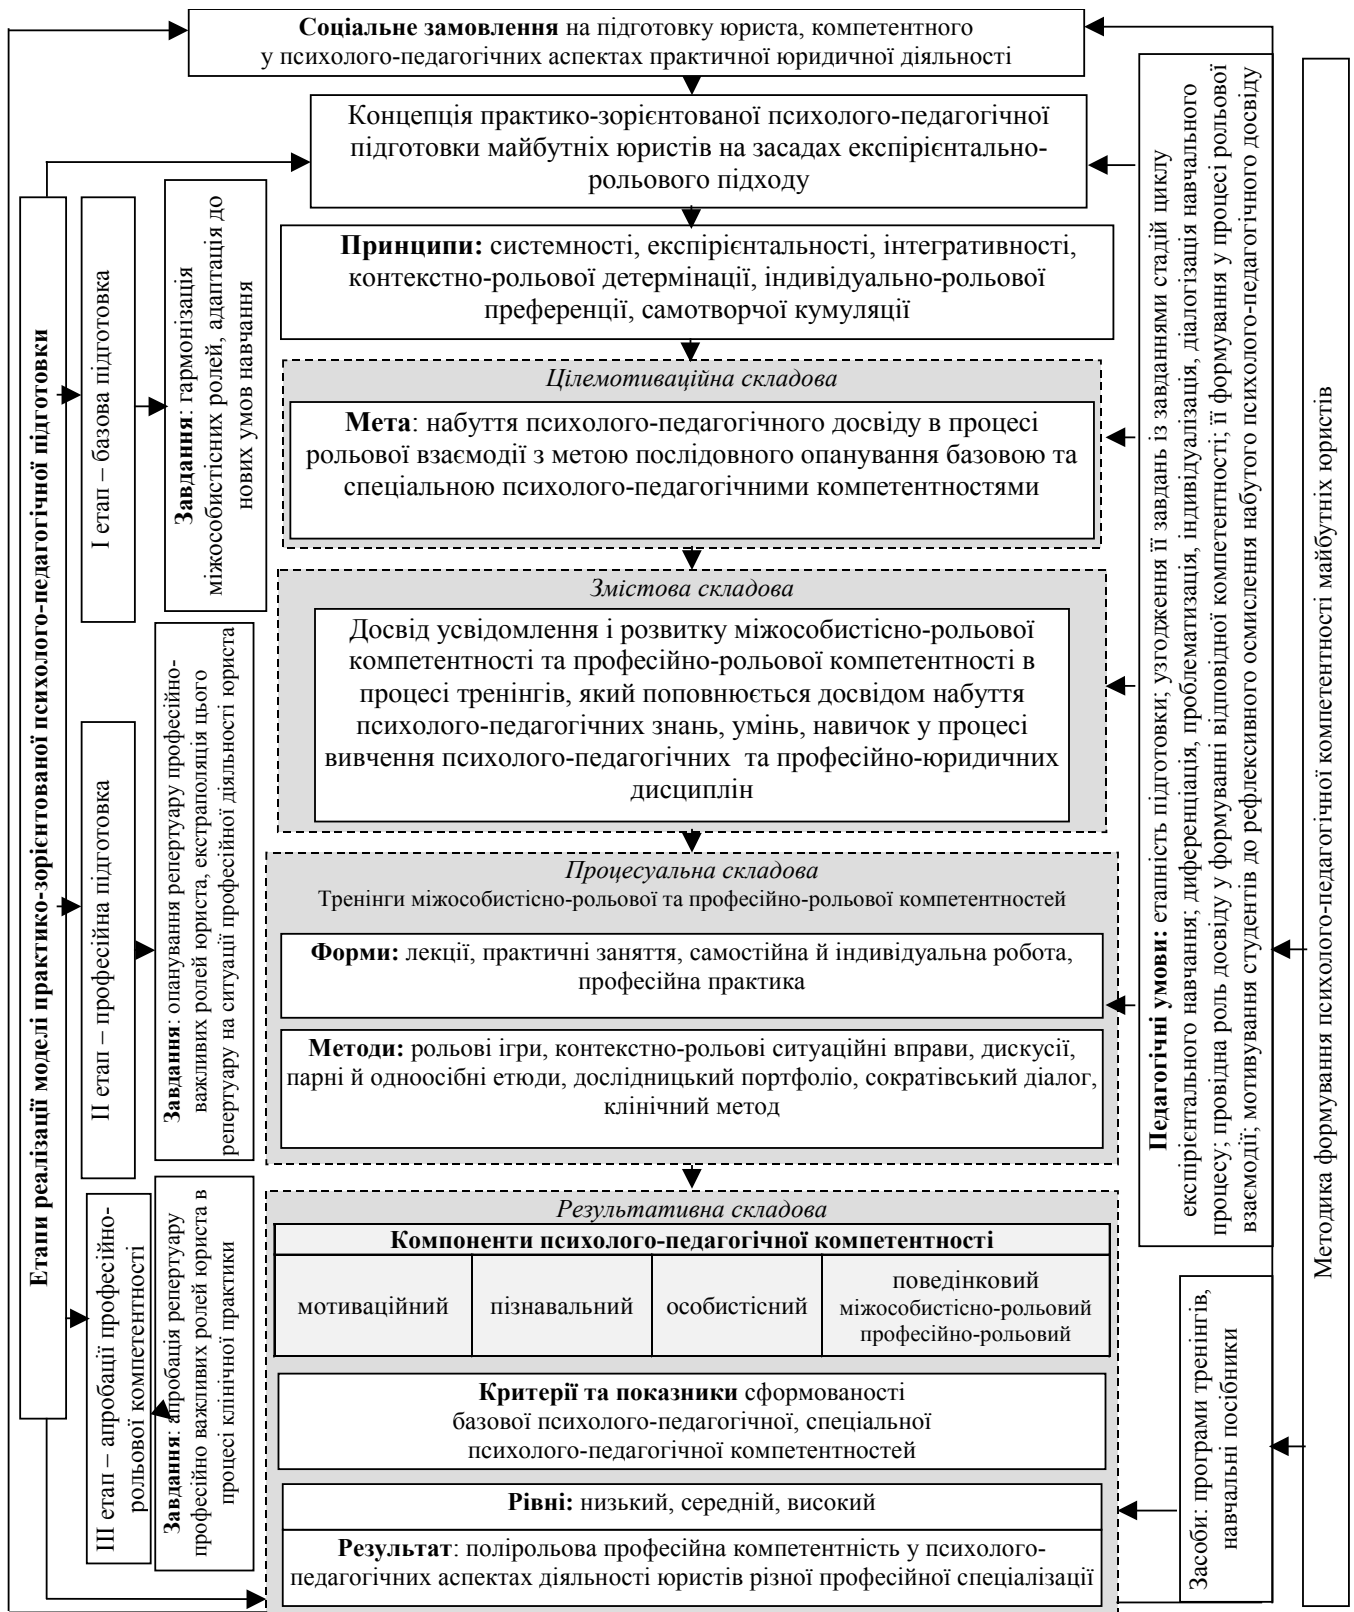 Соціальне замовлення на підготовку юриста, компетентного
у психолого-педагогічних аспектах практичної юридичної діяльності
Концепція практико-зорієнтованої психолого-педагогічної
підготовки майбутніх юристів на засадах експірієнтально-
рольового підходу
Принципи: системності, експірієнтальності, інтегративності,
контекстно-рольової детермінації, індивідуально-рольової
преференції, самотворчої кумуляції
Цілемотиваційна складова
Мета: набуття психолого-педагогічного досвіду в процесі
рольової взаємодії з метою послідовного опанування базовою та
спеціальною психолого-педагогічними компетентностями
Змістова складова
Досвід усвідомлення і розвитку міжособистісно-рольової
компетентності та професійно-рольової компетентності в
процесі тренінгів, який поповнюється досвідом набуття
психолого-педагогічних знань, умінь, навичок у процесі
вивчення психолого-педагогічних та професійно-юридичних
дисциплін
Процесуальна складова
Тренінги міжособистісно-рольової та професійно-рольової компетентностей
Форми: лекції, практичні заняття, самостійна й індивідуальна робота,
професійна практика
Методи: рольові ігри, контекстно-рольові ситуаційні вправи, дискусії,
парні й одноосібні етюди, дослідницький портфоліо, сократівський діалог,
клінічний метод
Результативна складова
Компоненти психолого-педагогічної компетентності
мотиваційний
пізнавальний
особистісний
поведінковий
міжособистісно-рольовий
професійно-рольовий
Критерії та показники сформованості
базової психолого-педагогічної, спеціальної
психолого-педагогічної компетентностей
Рівні: низький, середній, високий
Результат: полірольова професійна компетентність у психолого-
педагогічних аспектах діяльності юристів різної професійної спеціалізації
Етапи реалізації моделі практико-зорієнтованої психолого-педагогічної підготовки
І етап – базова підготовка
Завдання: гармонізація
міжособистісних ролей, адаптація до
нових умов навчання
ІІ етап – професійна підготовка
Завдання: опанування репертуару професійно-
важливих ролей юриста, екстраполяція цього
репертуару на ситуації професійної діяльності юриста
ІІІ етап – апробації професійно-
рольової компетентності
Завдання: апробація репертуару
професійно важливих ролей юриста в
процесі клінічної практики
Педагогічні умови: етапність підготовки; узгодження її завдань із завданнями стадій циклу
експірієнтального навчання; диференціація, проблематизація, індивідуалізація, діалогізація навчального
процесу; провідна роль досвіду у формуванні відповідної компетентності; її формування у процесі рольової
взаємодії; мотивування студентів до рефлексивного осмислення набутого психолого-педагогічного досвіду
Засоби: програми тренінгів,
навчальні посібники
Методика формування психолого-педагогічної компетентності майбутніх юристів